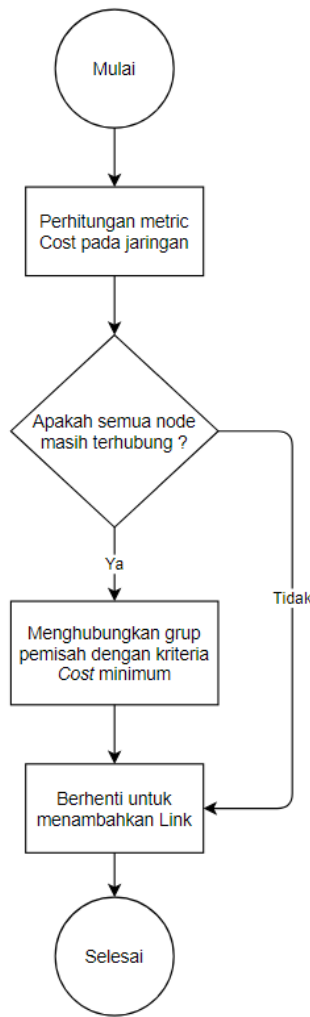 Mulai
Perhitungan metric
Cost pada jaringan
Apakah semua node
masih terhubung ?
Ya
Tidak
Menghubungkan grup
pemisah dengan kriteria
Cost minimum
Berhenti untuk
menambahkan Link
Selesai